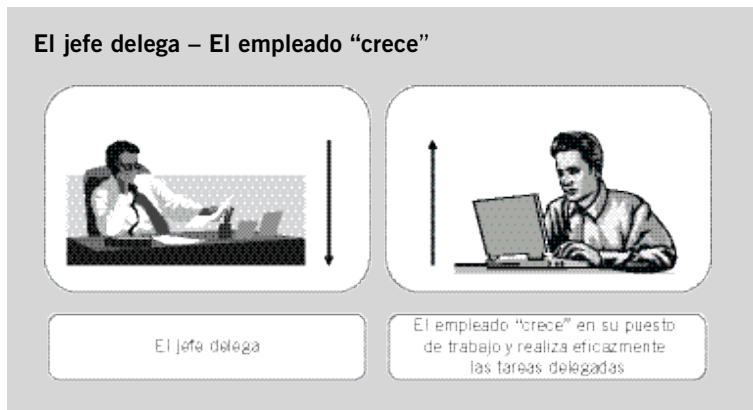 El jefe delega – El empleado “crece”
El jefe delega
El empleado “crece” en su puesto
de trabajo y realiza eficazmente
las tareas delegadas